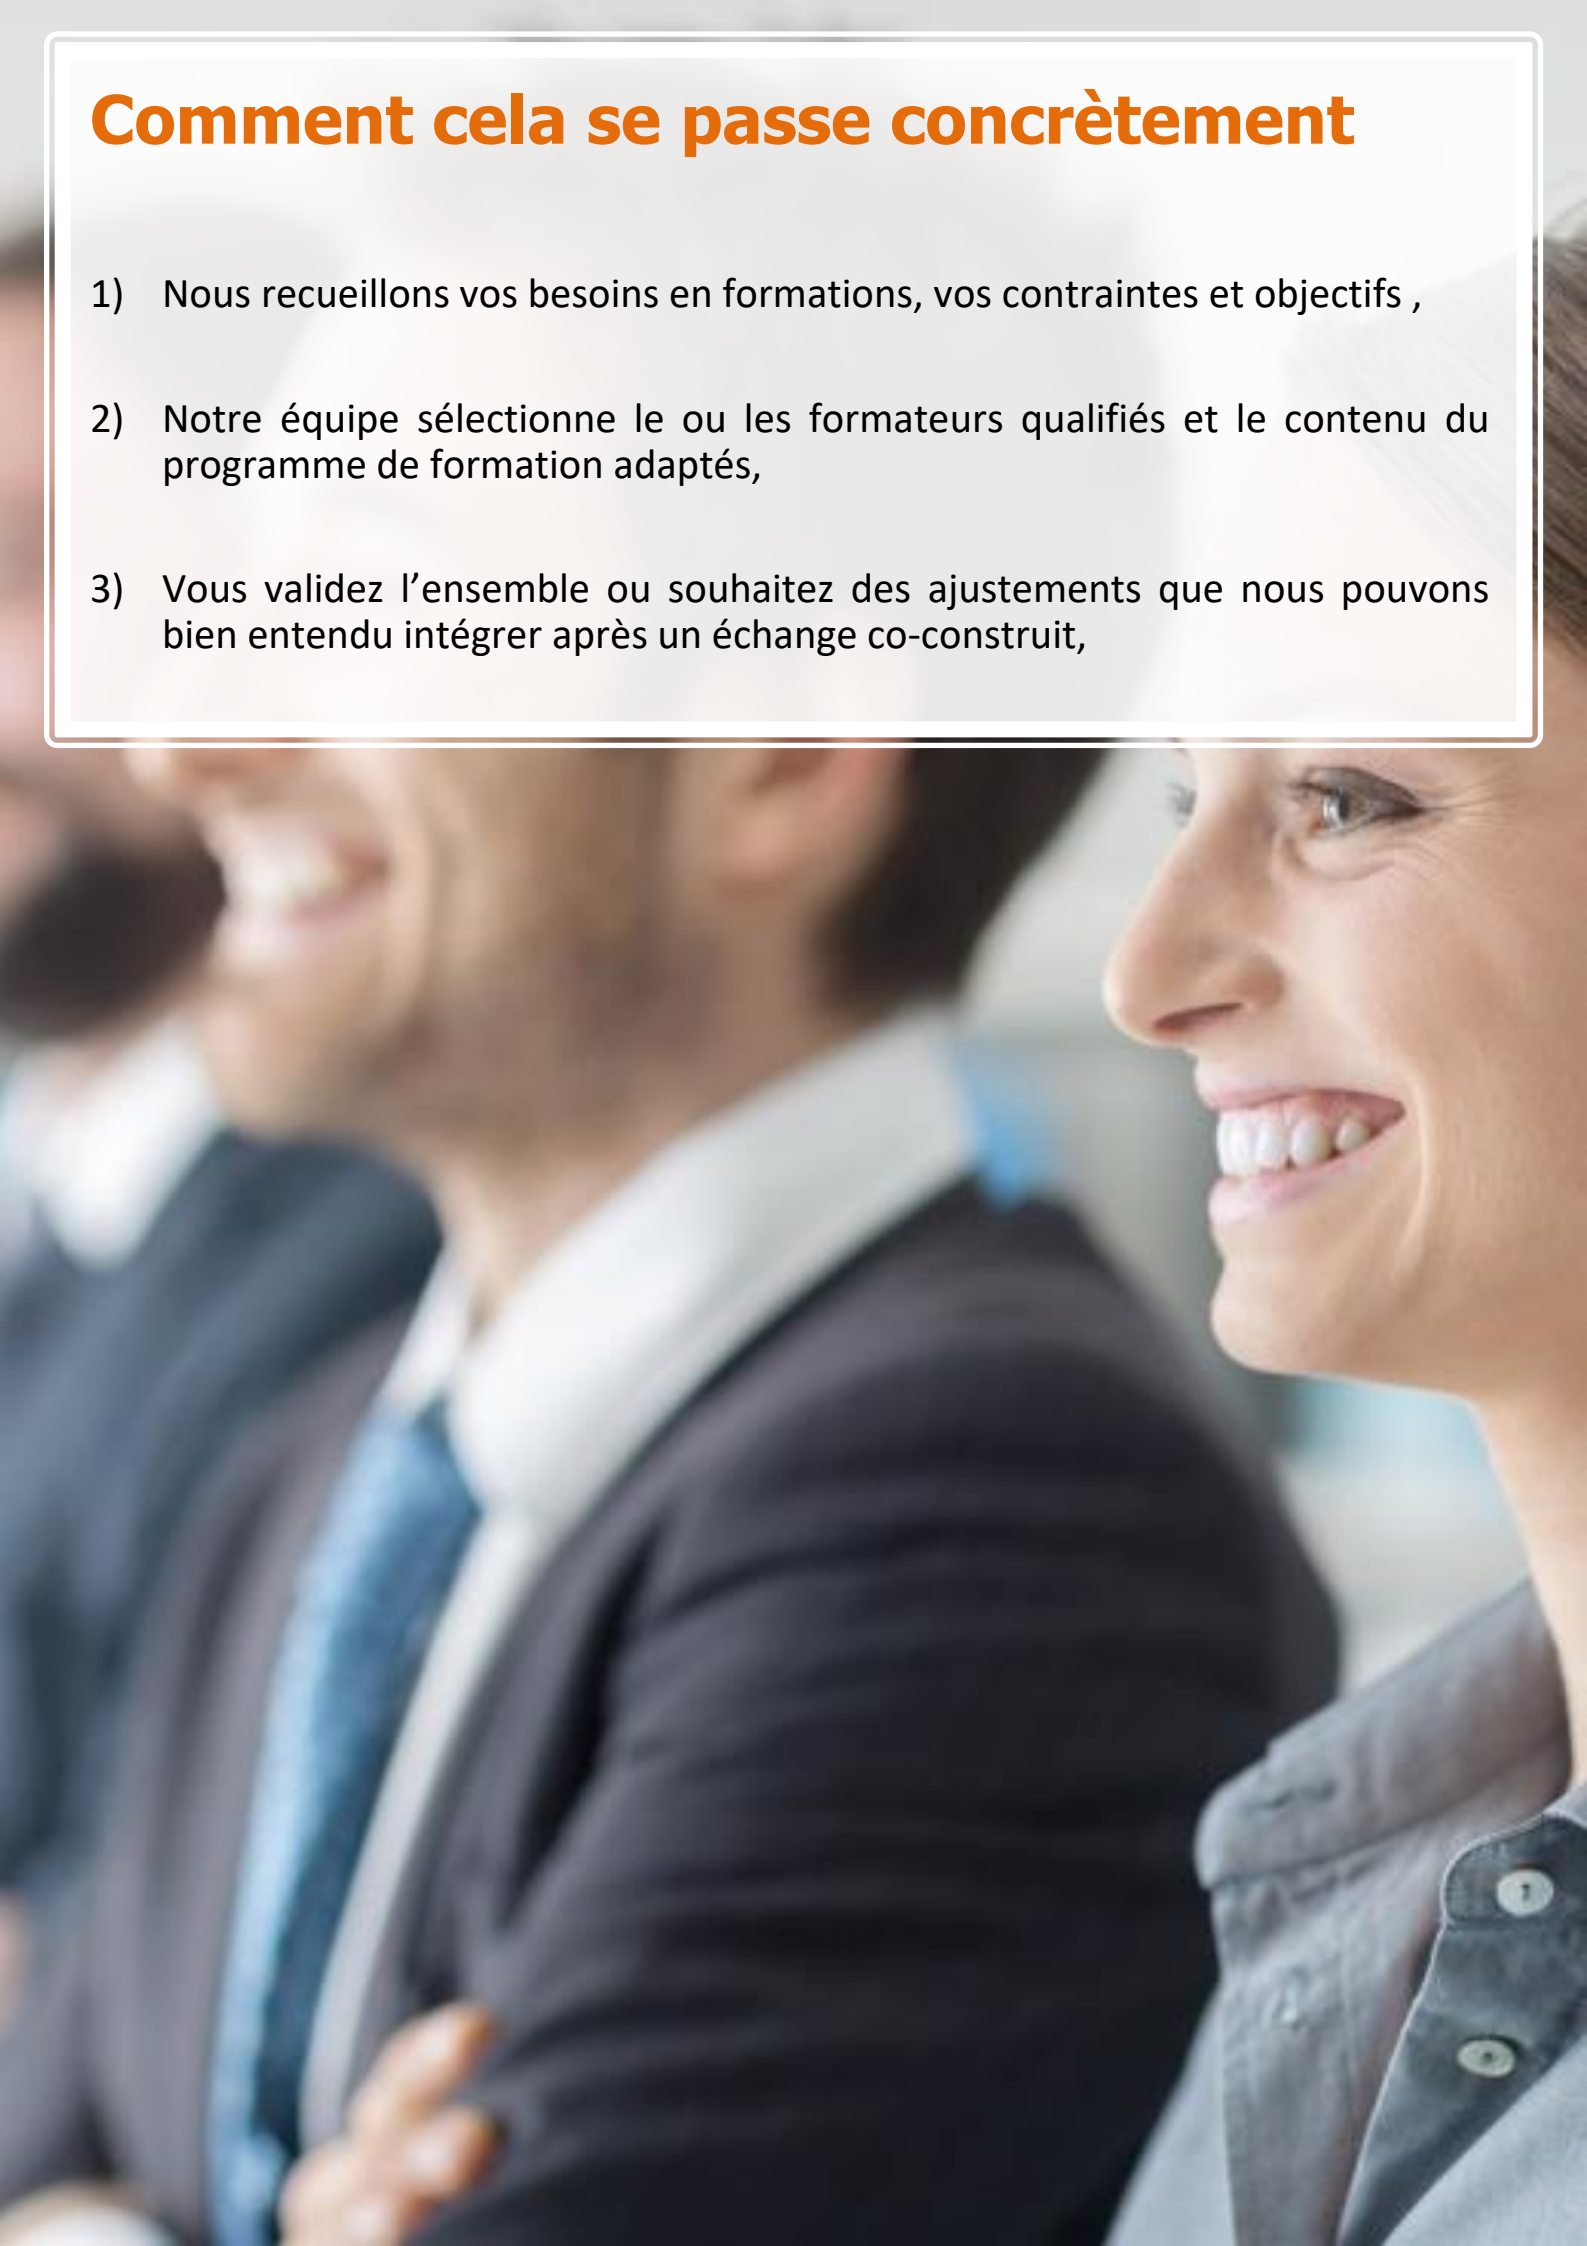 Comment cela se passe concrètement
1) Nous recueillons vos besoins en formations, vos contraintes et objectifs ,
2) Notre équipe sélectionne le ou les formateurs qualifiés et le contenu du
programme de formation adaptés,
3) Vous validez l’ensemble ou souhaitez des ajustements que nous pouvons
bien entendu intégrer après un échange co-construit,